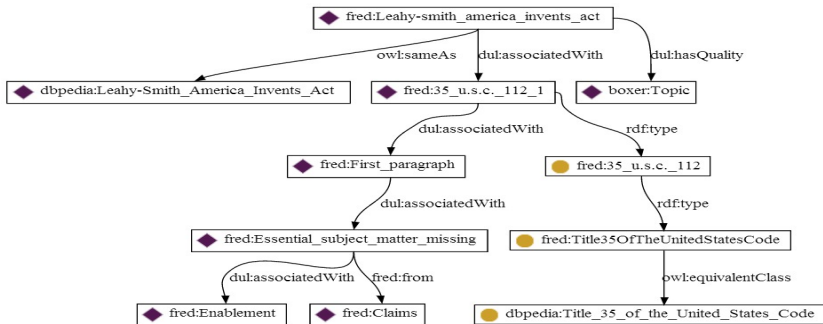 fred:Leahy-smith_america_invents_act
owl:sameAs dul:associatedWith dul:hasQuality
dbpedia:Leahy-Smith_America_Invents_Act fred:35_u.s.c._112_1 boxer:Topic
dul:associatedWith rdf:type
fred:First_paragraph fred:35_u.s.c._112
dul:associatedWith rdf:type
fred:Essential_subject_matter_missing fred:Title35OfTheUnitedStatesCode
dul:associatedWith fred:from owl:equivalentClass
fred:Enablement fred:Claims dbpedia:Title_35_of_the_United_States_Code